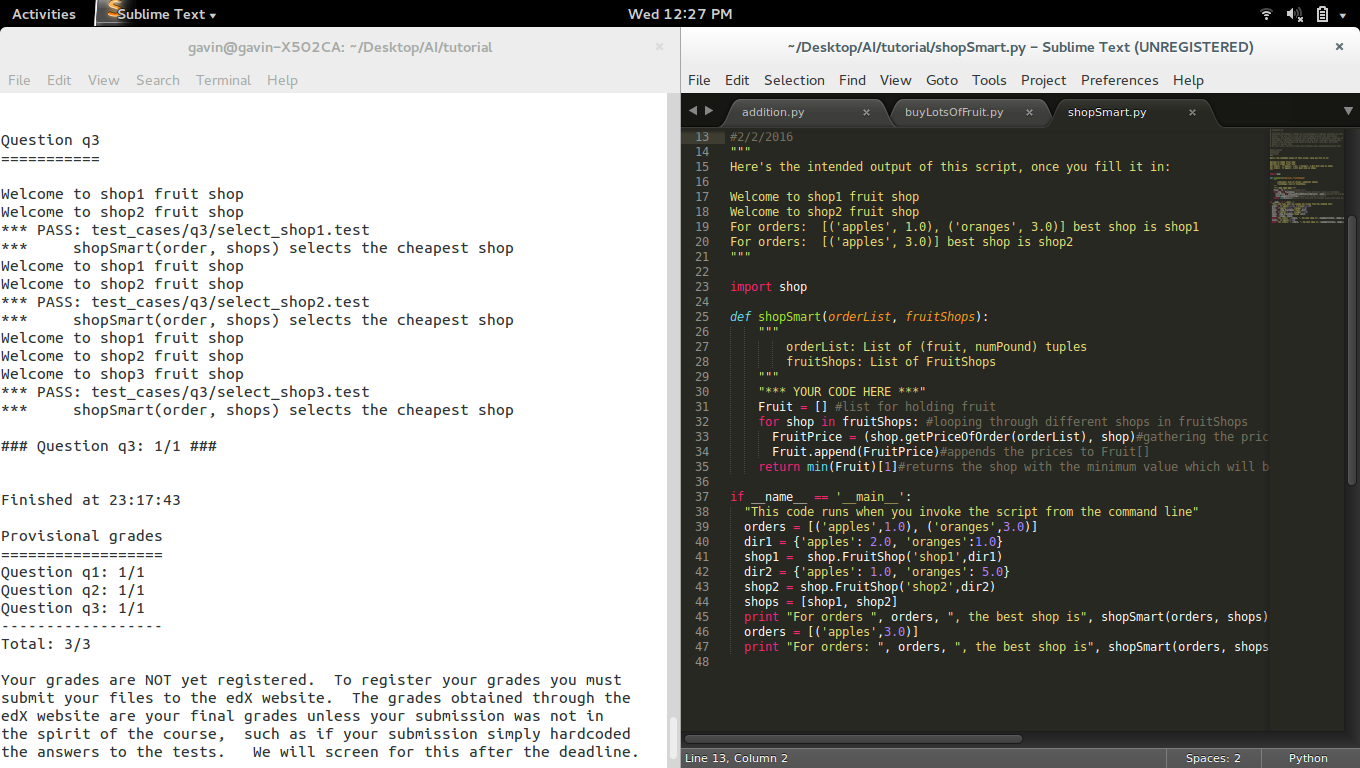 Activities Sublime Text Wed 12:27 PM
gavin@gavin-X502CA: ~/Desktop/AI/tutorial
File Edit View Search Terminal Help
Question q3
===========
Welcome to shop1 fruit shop
Welcome to shop2 fruit shop
*** PASS: test_cases/q3/select_shop1.test
***     shopSmart(order, shops) selects the cheapest shop
Welcome to shop1 fruit shop
Welcome to shop2 fruit shop
*** PASS: test_cases/q3/select_shop2.test
***     shopSmart(order, shops) selects the cheapest shop
Welcome to shop1 fruit shop
Welcome to shop2 fruit shop
Welcome to shop3 fruit shop
*** PASS: test_cases/q3/select_shop3.test
***     shopSmart(order, shops) selects the cheapest shop
### Question q3: 1/1 ###
Finished at 23:17:43
Provisional grades
==================
Question q1: 1/1
Question q2: 1/1
Question q3: 1/1
------------------
Total: 3/3
Your grades are NOT yet registered.  To register your grades you must
submit your files to the edX website.  The grades obtained through the
edX website are your final grades unless your submission was not in
the spirit of the course,  such as if your submission simply hardcoded
the answers to the tests.   We will screen for this after the deadline.
~/Desktop/AI/tutorial/shopSmart.py – Sublime Text (UNREGISTERED)
File Edit Selection Find View Goto Tools Project Preferences Help
addition.py buyLotsOfFruit.py shopSmart.py
13 #2/2/2016
14 """
15 Here's the intended output of this script, once you fill it in:
16
17 Welcome to shop1 fruit shop
18 Welcome to shop2 fruit shop
19 For orders:  [('apples', 1.0), ('oranges', 3.0)] best shop is shop1
20 For orders:  [('apples', 3.0)] best shop is shop2
21 """
22
23 import shop
24
25 def shopSmart(orderList, fruitShops):
26     """
27         orderList: List of (fruit, numPound) tuples
28         fruitShops: List of FruitShops
29     """
30     "*** YOUR CODE HERE ***"
31     Fruit = [] #list for holding fruit
32     for shop in fruitShops: #looping through different shops in fruitShops
33       FruitPrice = (shop.getPriceOfOrder(orderList), shop)#gathering the pric
34       Fruit.append(FruitPrice)#appends the prices to Fruit[]
35     return min(Fruit)[1]#returns the shop with the minimum value which will b
36
37 if __name__ == '__main__':
38   "This code runs when you invoke the script from the command line"
39   orders = [('apples',1.0), ('oranges',3.0)]
40   dir1 = {'apples': 2.0, 'oranges':1.0}
41   shop1 =  shop.FruitShop('shop1',dir1)
42   dir2 = {'apples': 1.0, 'oranges': 5.0}
43   shop2 = shop.FruitShop('shop2',dir2)
44   shops = [shop1, shop2]
45   print "For orders ", orders, ", the best shop is", shopSmart(orders, shops)
46   orders = [('apples',3.0)]
47   print "For orders: ", orders, ", the best shop is", shopSmart(orders, shops
48
Line 13, Column 2 Spaces: 2 Python